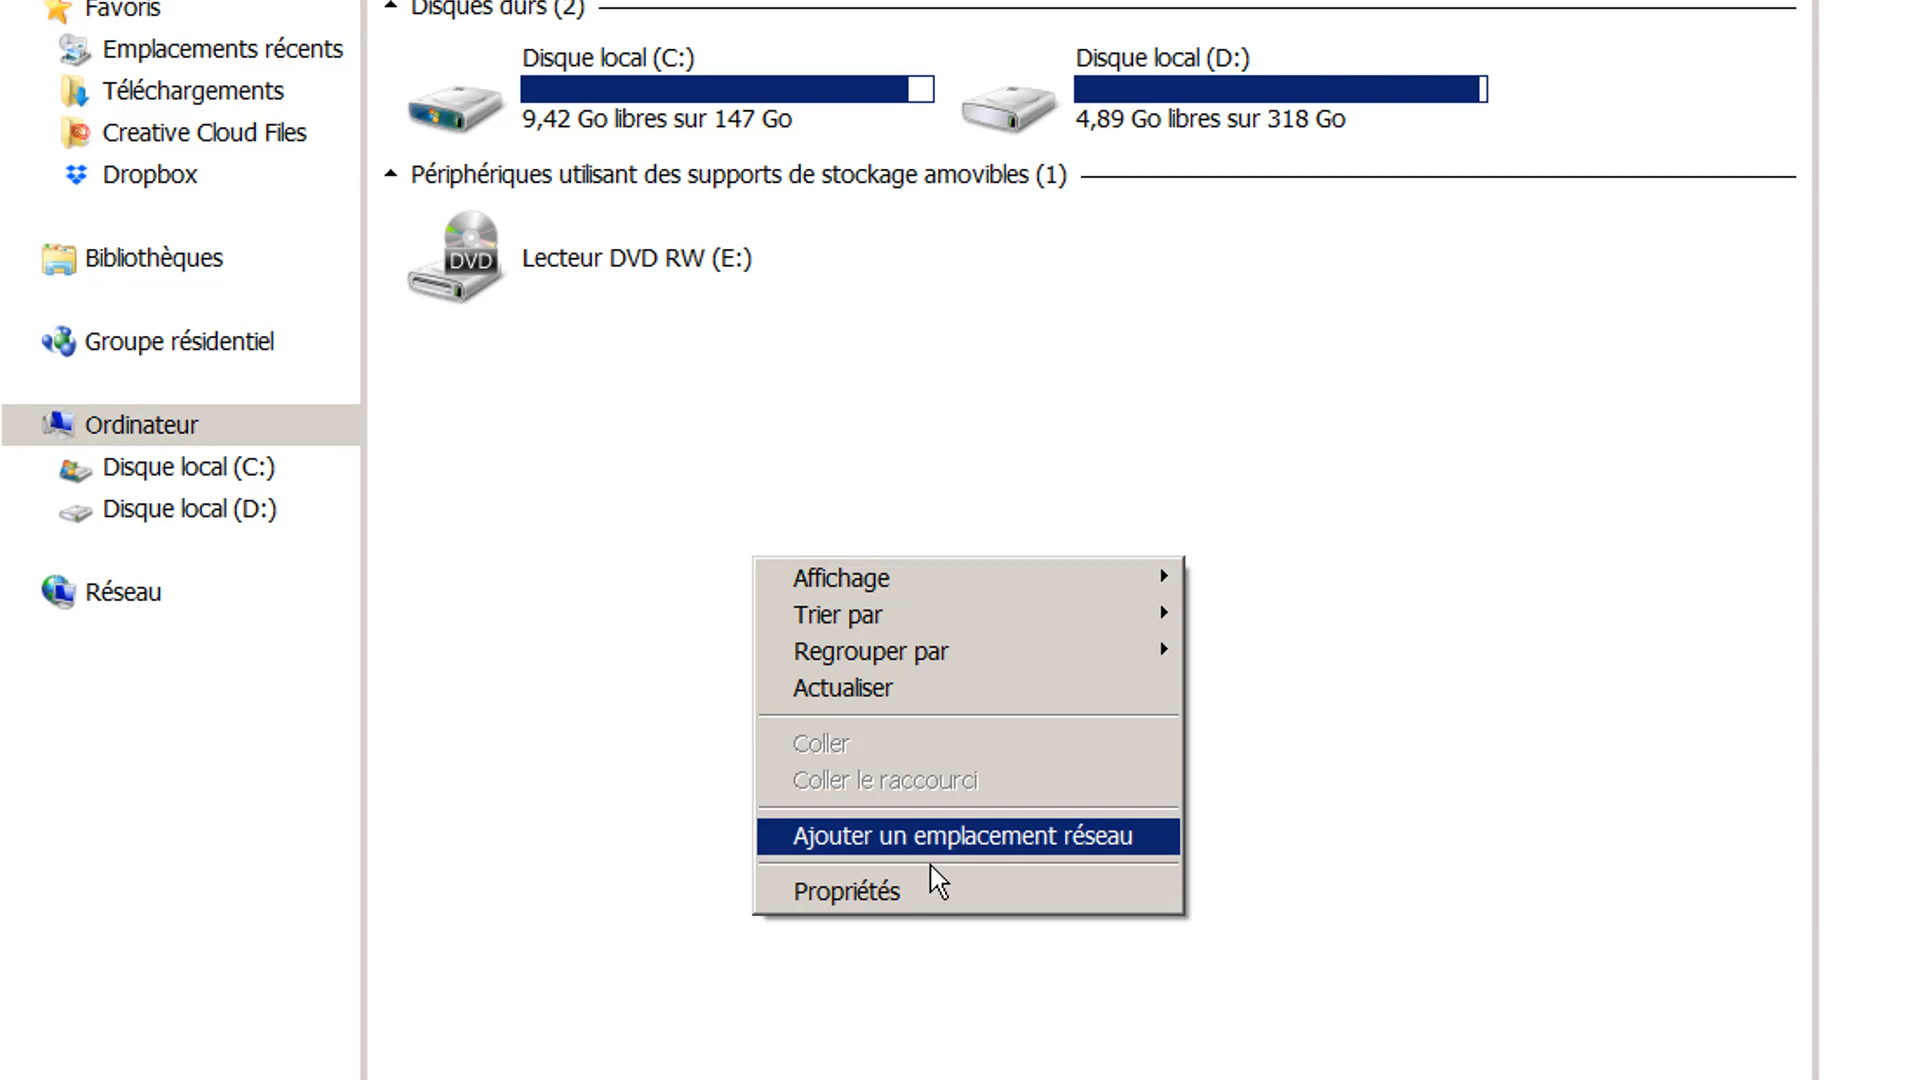 Favoris
Emplacements récents
Téléchargements
Creative Cloud Files
Dropbox
Bibliothèques
Groupe résidentiel
Ordinateur
Disque local (C:)
Disque local (D:)
Réseau
Disques durs (2)
Disque local (C:)
9,42 Go libres sur 147 Go
Disque local (D:)
4,89 Go libres sur 318 Go
Périphériques utilisant des supports de stockage amovibles (1)
DVD
Lecteur DVD RW (E:)
Affichage
Trier par
Regrouper par
Actualiser
Coller
Coller le raccourci
Ajouter un emplacement réseau
Propriétés